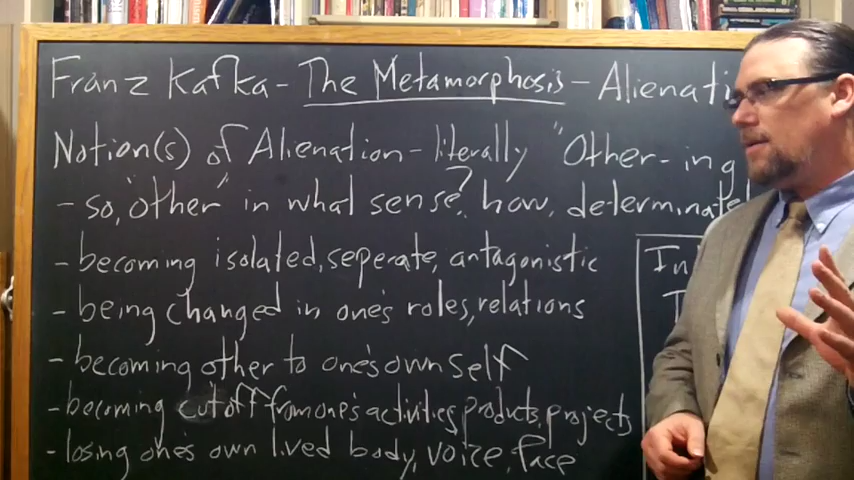 Franz Kafka - The Metamorphosis - Alienati
Notion(s) of Alienation - literally "Other-ing
- so, "other" in what sense? how, determinate
- becoming isolated, seperate, antagonistic
- being changed in one's roles, relations
- becoming other to one's own self
- becoming cut off from one's activities, products, projects
- losing one's own lived body, voice, face
In